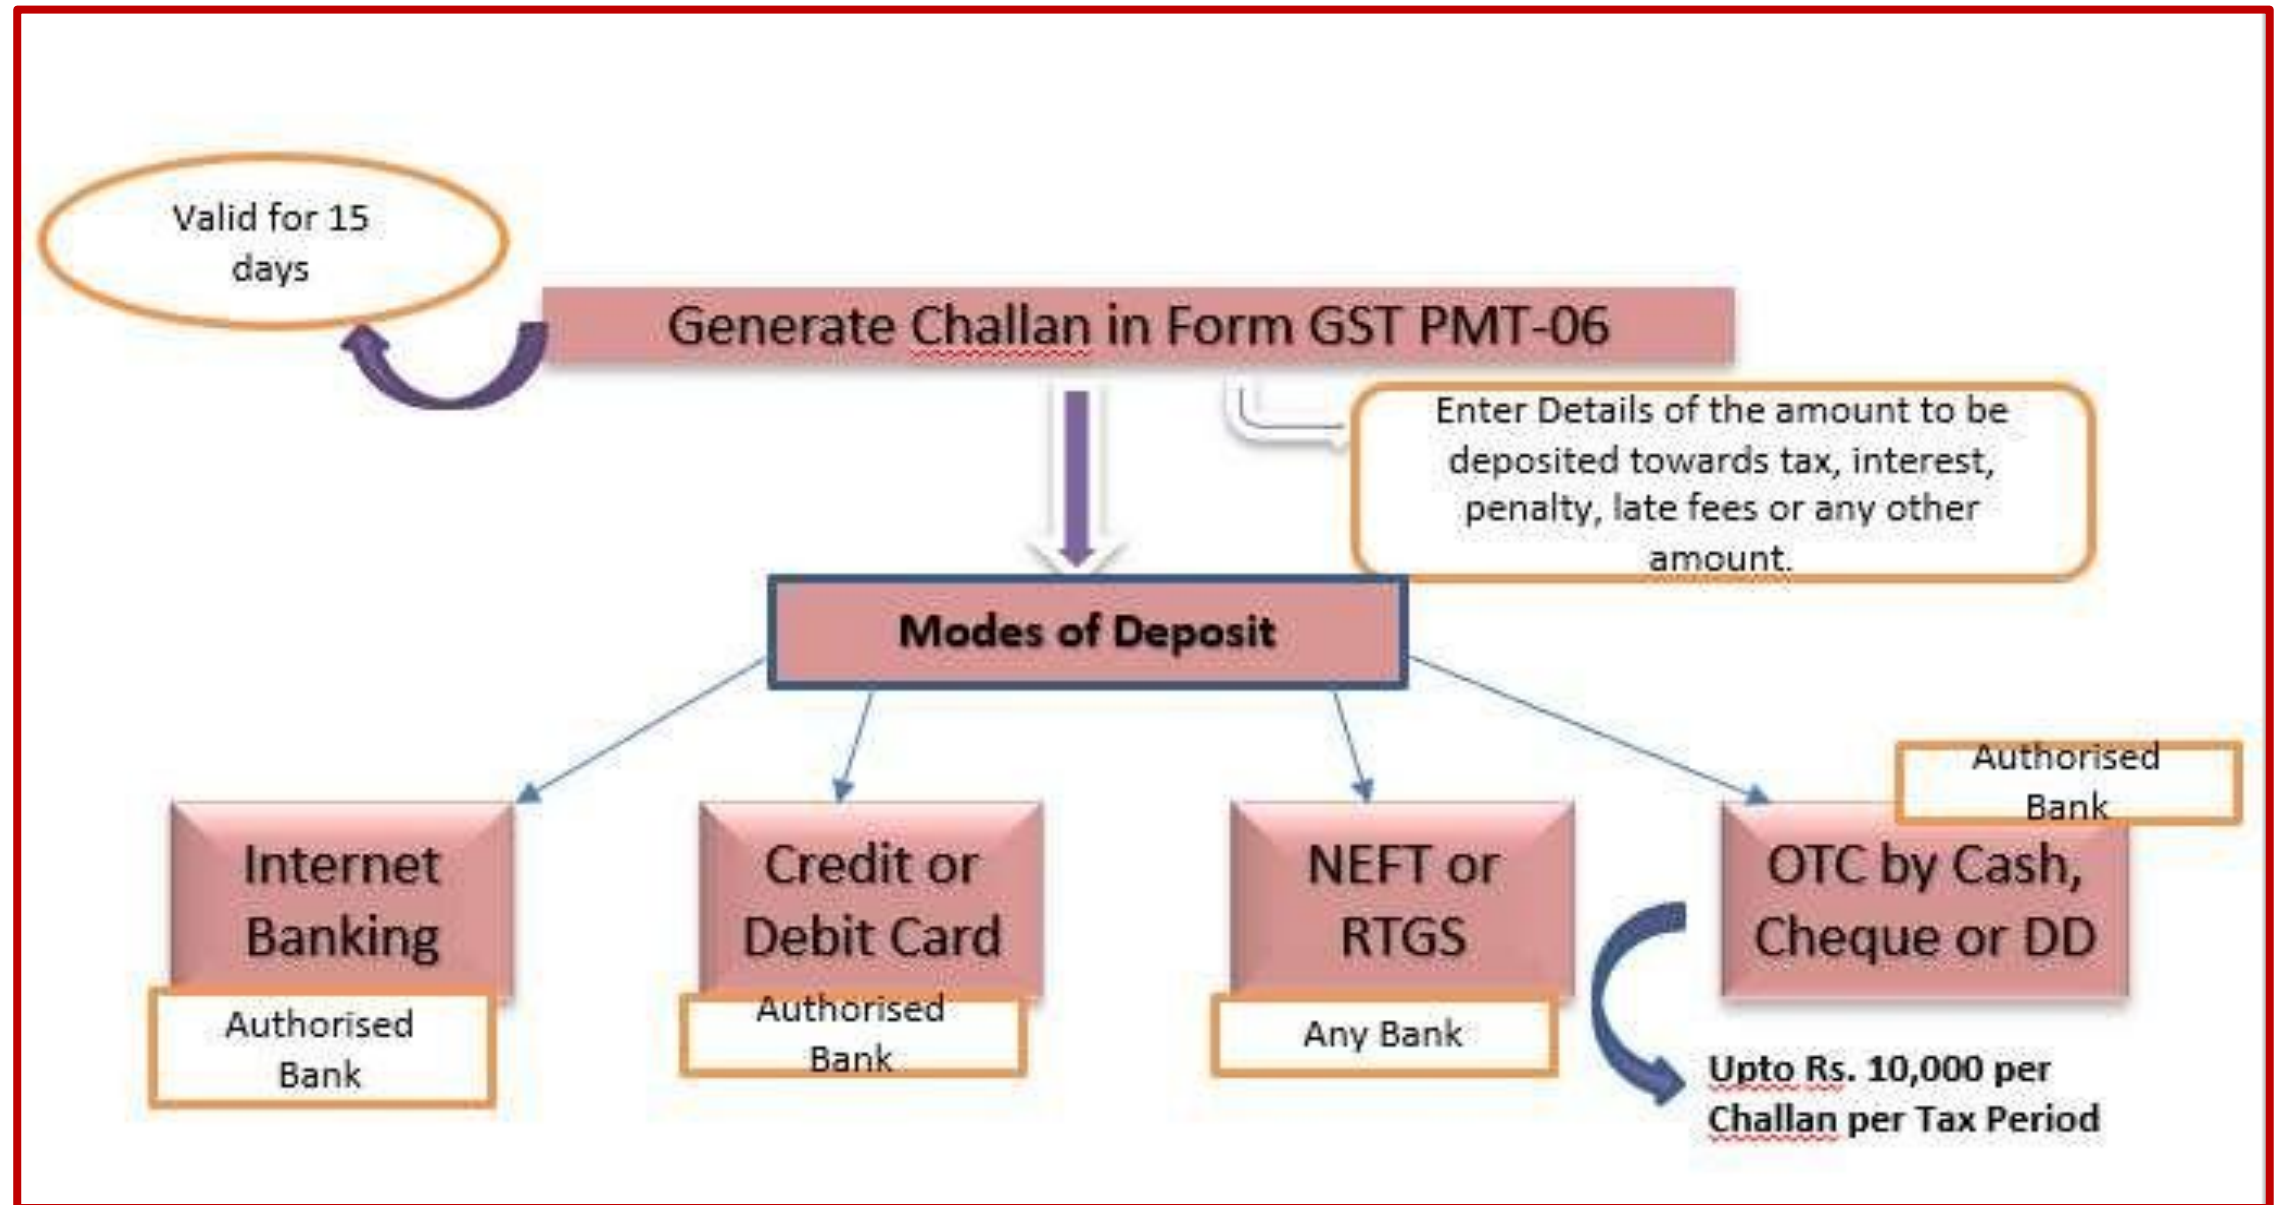 Valid for 15
days
Generate Challan in Form GST PMT-06
Enter Details of the amount to be
deposited towards tax, interest,
penalty, late fees or any other
amount.
Modes of Deposit
Internet
Banking
Authorised
Bank
Credit or
Debit Card
Authorised
Bank
NEFT or
RTGS
Any Bank
Authorised
Bank
OTC by Cash,
Cheque or DD
Upto Rs. 10,000 per
Challan per Tax Period